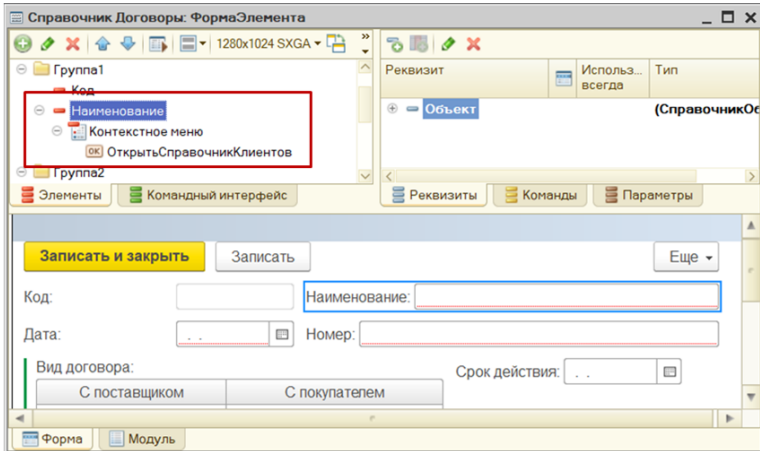 Справочник Договоры: ФормаЭлемента
1280x1024 SXGA
Группа1
Код
Наименование
Контекстное меню
OK ОткрытьСправочникКлиентов
Группа2
Элементы Командный интерфейс
Реквизит Использ... всегда Тип
Объект (СправочникОб
Реквизиты Команды Параметры
Записать и закрыть Записать Еще
Код: Наименование:
Дата: . . Номер:
Вид договора: Срок действия: . .
С поставщиком С покупателем
Форма Модуль